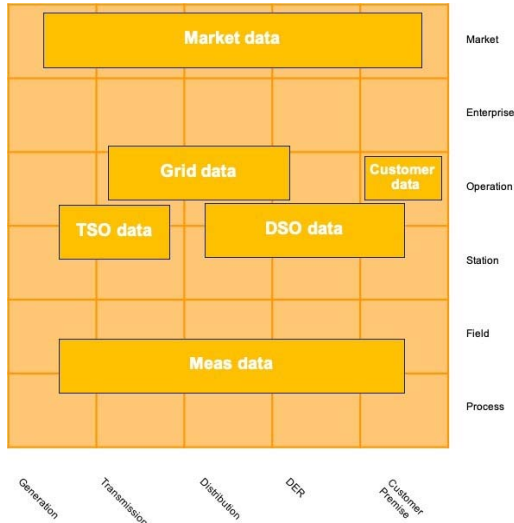 Market data
Market
Enterprise
Grid data
Customer
data
Operation
TSO data
DSO data
Station
Field
Meas data
Process
Generation
Transmission
Distribution
DER
Customer
Premise